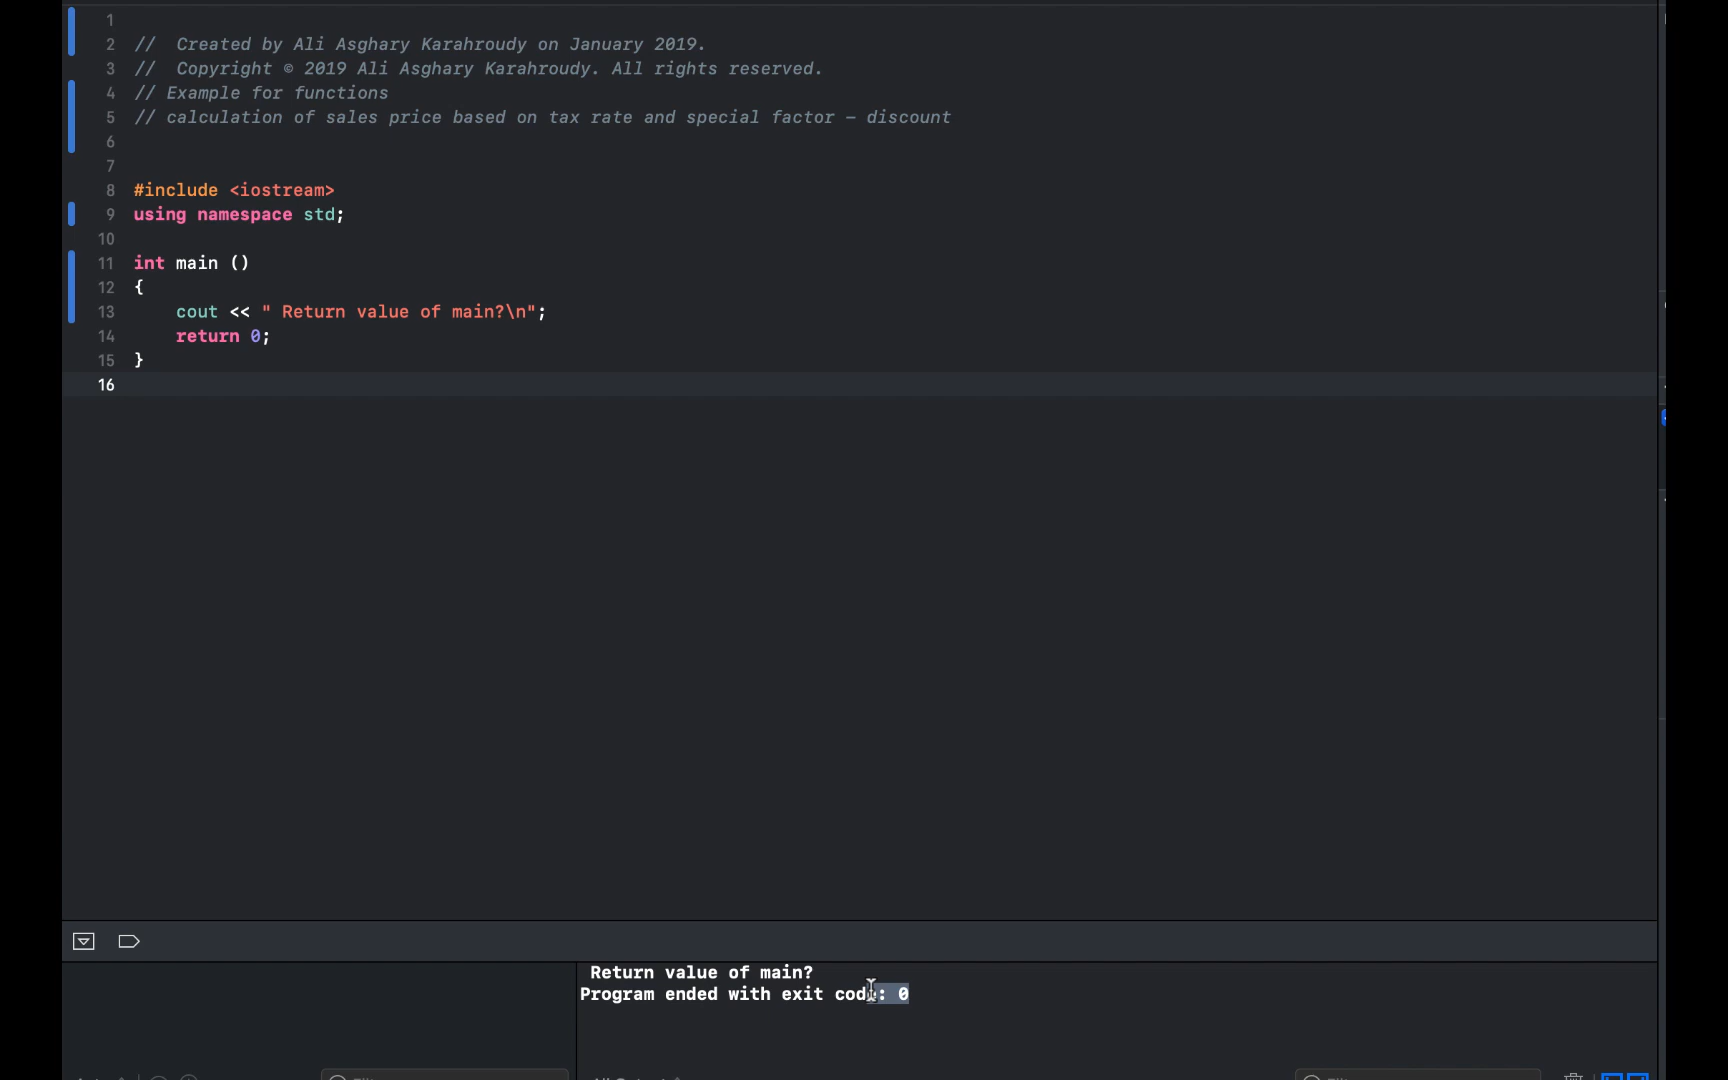 1
2 //  Created by Ali Asghary Karahroudy on January 2019.
3 //  Copyright © 2019 Ali Asghary Karahroudy. All rights reserved.
4 // Example for functions
5 // calculation of sales price based on tax rate and special factor – discount
6
7
8 #include <iostream>
9 using namespace std;
10
11 int main ()
12 {
13     cout << " Return value of main?\n";
14     return 0;
15 }
16
 Return value of main?
Program ended with exit code: 0